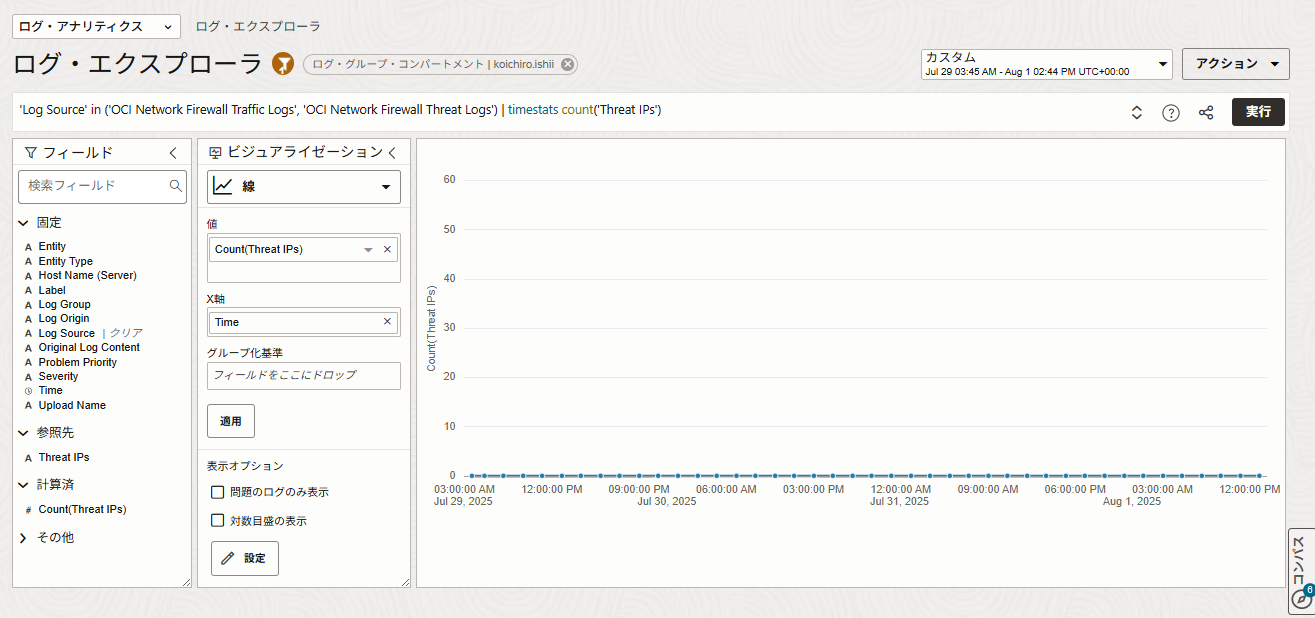 ログ・アナリティクス ログ・エクスプローラ
ログ・エクスプローラ ログ・グループ・コンパートメント | koichiro.ishii
カスタム
Jul 29 03:45 AM - Aug 1 02:44 PM UTC+00:00
アクション
'Log Source' in ('OCI Network Firewall Traffic Logs', 'OCI Network Firewall Threat Logs') | timestats count('Threat IPs')
実行
フィールド
検索フィールド
固定
A Entity
A Entity Type
A Host Name (Server)
A Label
A Log Group
A Log Origin
A Log Source | クリア
A Original Log Content
A Problem Priority
A Severity
Time
A Upload Name
参照先
A Threat IPs
計算済
# Count(Threat IPs)
その他
ビジュアライゼーション
線
値
Count(Threat IPs)
X軸
Time
グループ化基準
フィールドをここにドロップ
適用
表示オプション
問題のログのみ表示
対数目盛の表示
設定
Count(Threat IPs)
60
50
40
30
20
10
0
03:00:00 AM 12:00:00 PM 09:00:00 PM 06:00:00 AM 03:00:00 PM 12:00:00 AM 09:00:00 AM 06:00:00 PM 03:00:00 AM 12:00:00 PM
Jul 29, 2025 Jul 30, 2025 Jul 31, 2025 Aug 1, 2025
コンパス
6